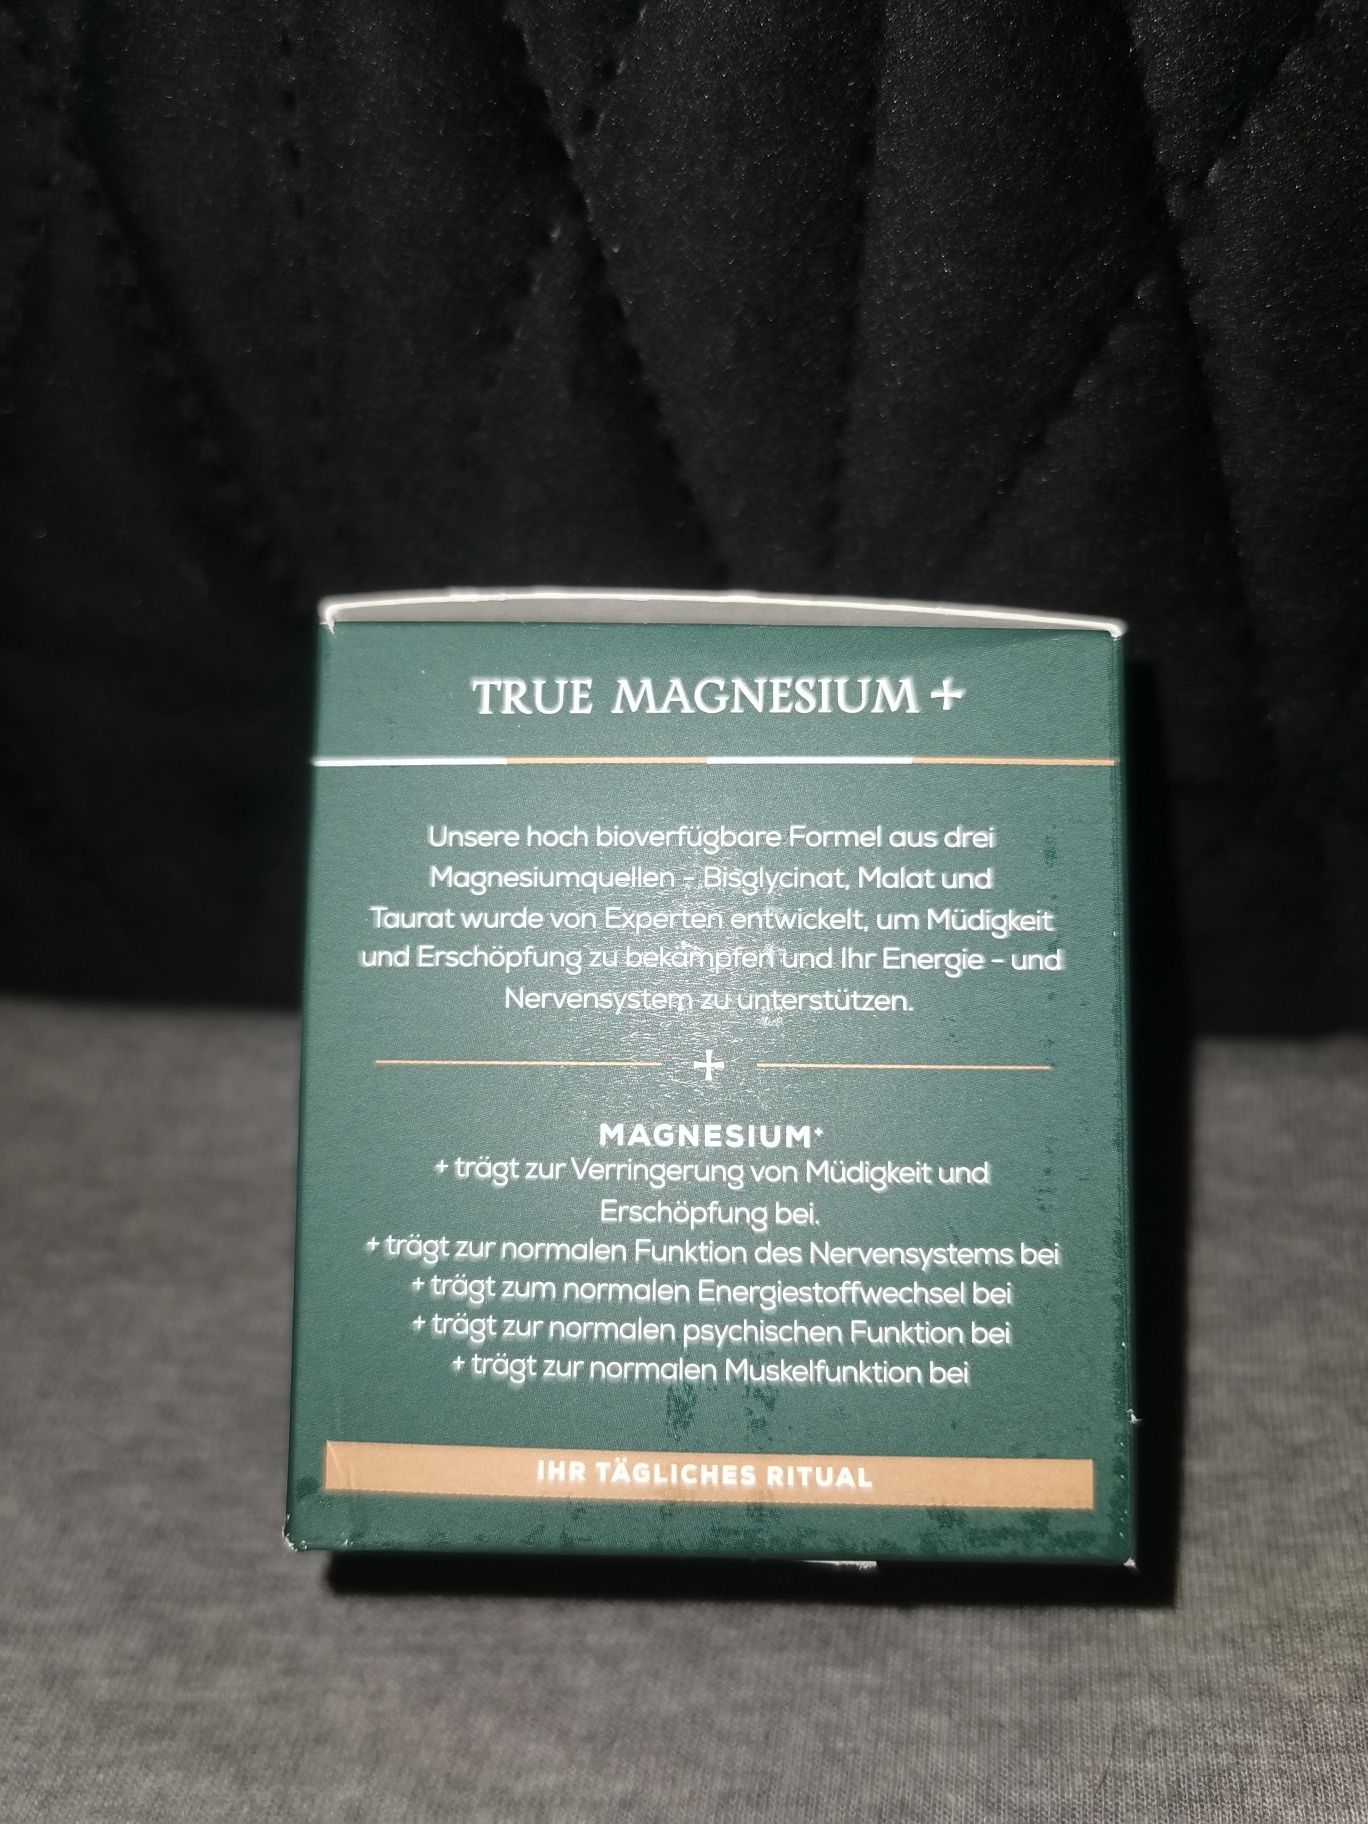 TRUE MAGNESIUM +
Unsere hoch bioverfügbare Formel aus drei
Magnesiumquellen - Bisglycinat, Malat und
Taurat wurde von Experten entwickelt, um Müdigkeit
und Erschöpfung zu bekämpfen und Ihr Energie - und
Nervensystem zu unterstützen.
+
MAGNESIUM⁺
+ trägt zur Verringerung von Müdigkeit und
Erschöpfung bei.
+ trägt zur normalen Funktion des Nervensystems bei
+ trägt zum normalen Energiestoffwechsel bei
+ trägt zur normalen psychischen Funktion bei
+ trägt zur normalen Muskelfunktion bei
IHR TÄGLICHES RITUAL